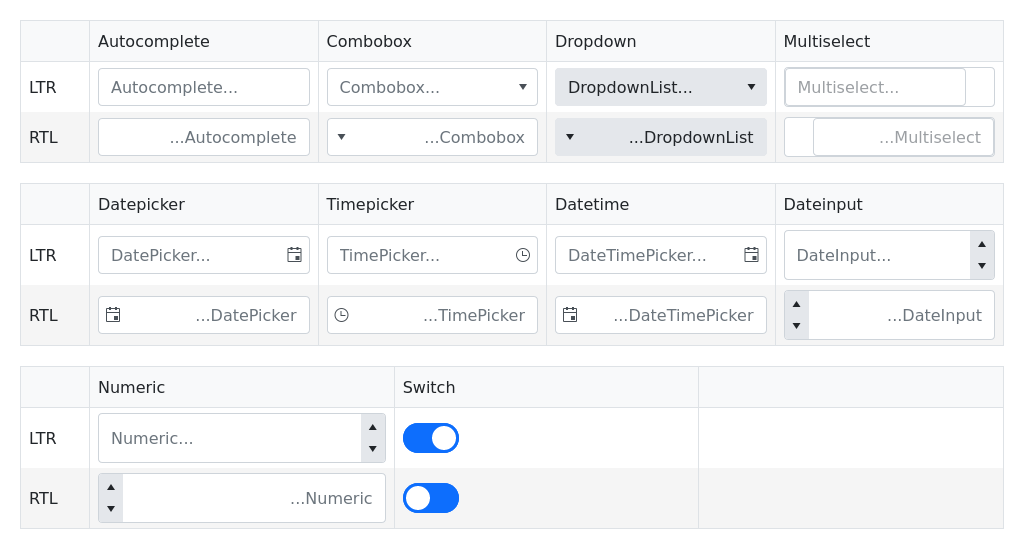 Autocomplete Combobox Dropdown Multiselect
LTR Autocomplete... Combobox... DropdownList... Multiselect...
RTL ...Autocomplete ...Combobox ...DropdownList ...Multiselect
Datepicker Timepicker Datetime Dateinput
LTR DatePicker... TimePicker... DateTimePicker... DateInput...
RTL ...DatePicker ...TimePicker ...DateTimePicker ...DateInput
Numeric Switch
LTR Numeric...
RTL ...Numeric